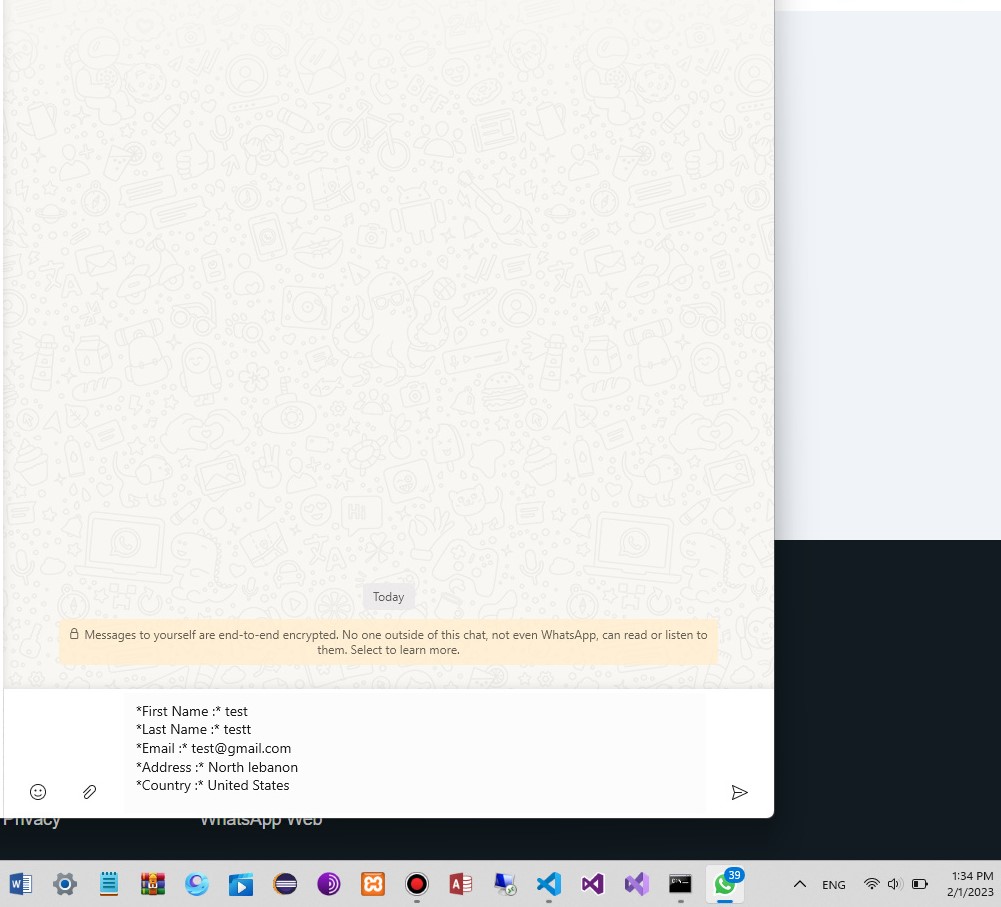 Today
Messages to yourself are end-to-end encrypted. No one outside of this chat, not even WhatsApp, can read or listen to
them. Select to learn more.
*First Name :* test
*Last Name :* testt
*Email :* test@gmail.com
*Address :* North lebanon
*Country :* United States
Privacy
WhatsApp Web
39
ENG
1:34 PM
2/1/2023